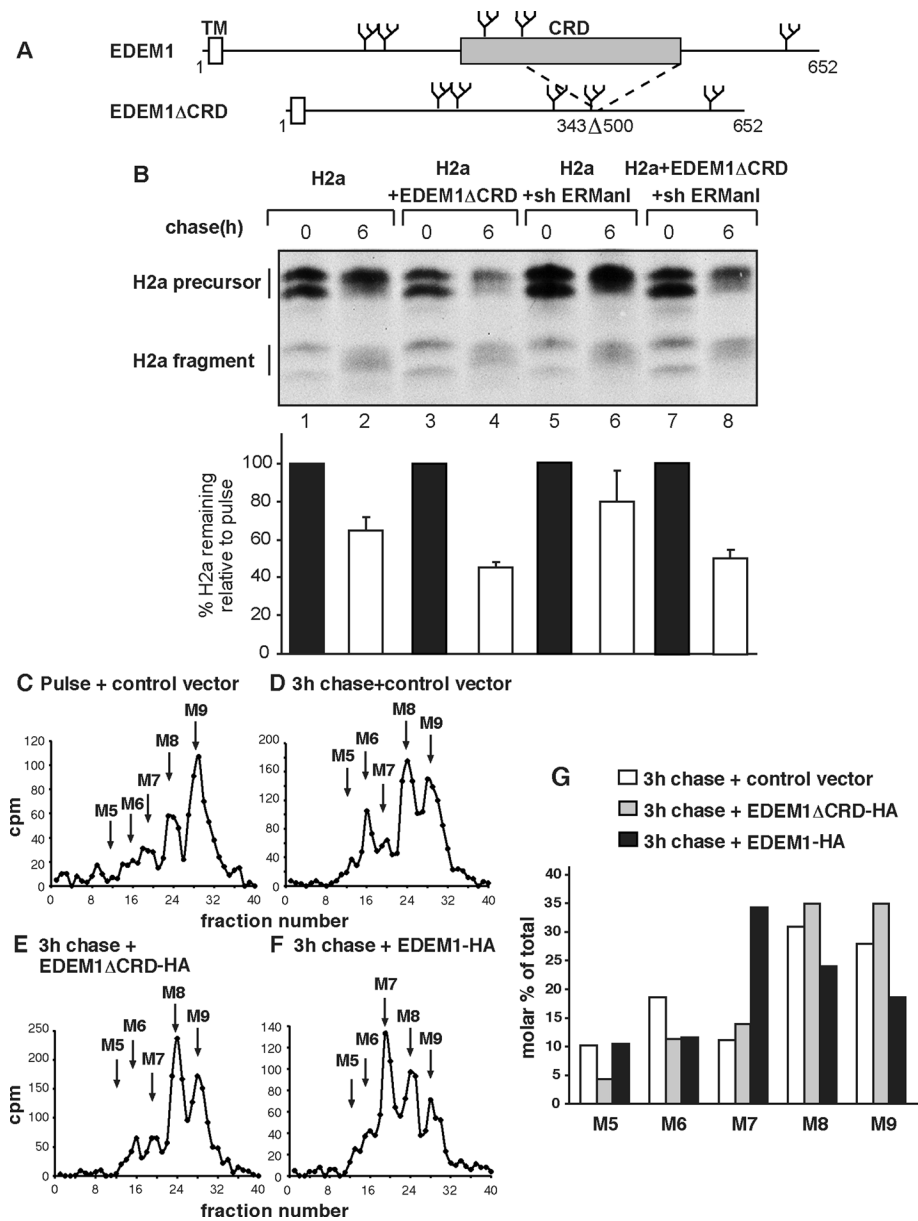 A
TM
CRD
EDEM1
1
652
EDEM1ΔCRD
1
343Δ500
652
B
H2a
H2a
+EDEM1ΔCRD
H2a
+sh ERManI
H2a+EDEM1ΔCRD
+sh ERManI
chase(h)
0 6 0 6 0 6 0 6
H2a precursor
H2a fragment
1 2 3 4 5 6 7 8
% H2a remaining
relative to pulse
100
80
60
40
20
0
C Pulse + control vector
M5 M6 M7 M8 M9
cpm
120
100
80
60
40
20
0
0 8 16 24 32 40
fraction number
D 3h chase+control vector
M5 M6 M7 M8 M9
200
160
120
80
40
0
0 8 16 24 32 40
fraction number
E 3h chase +
EDEM1ΔCRD-HA
M5 M6 M7 M8 M9
cpm
250
200
150
100
50
0
0 8 16 24 32 40
fraction number
F 3h chase + EDEM1-HA
M5 M6 M7 M8 M9
140
120
100
80
60
40
20
0
0 8 16 24 32 40
fraction number
G
3h chase + control vector
3h chase + EDEM1ΔCRD-HA
3h chase + EDEM1-HA
molar % of total
40
35
30
25
20
15
10
5
0
M5 M6 M7 M8 M9